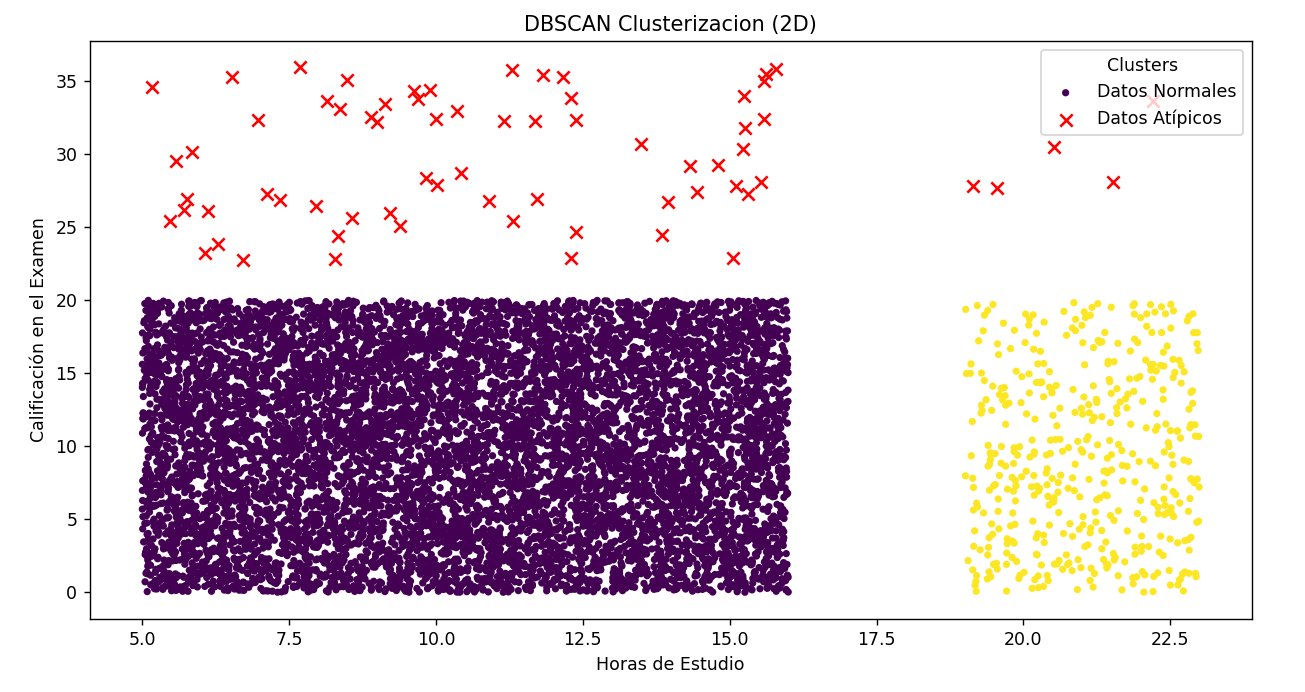 DBSCAN Clusterizacion (2D)
Clusters
Datos Normales
Datos Atípicos
Calificación en el Examen
35
30
25
20
15
10
5
0
5.0 7.5 10.0 12.5 15.0 17.5 20.0 22.5
Horas de Estudio